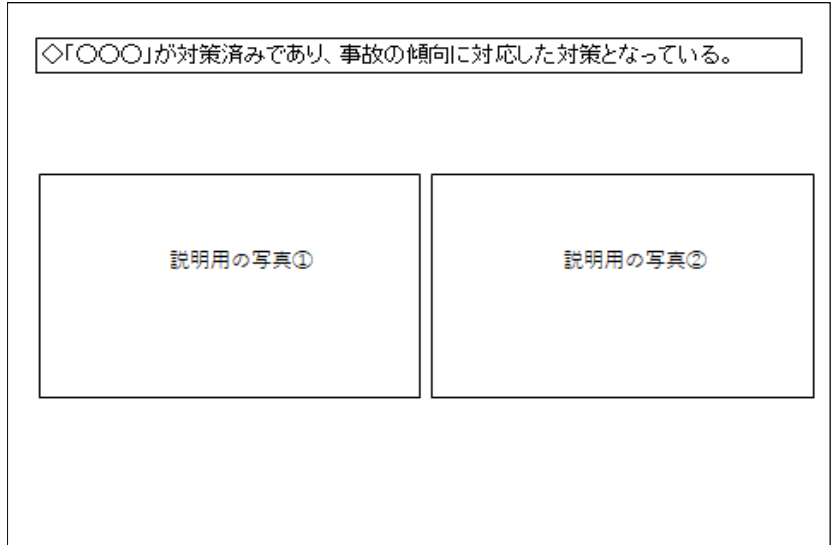 ◇「○○○」が対策済みであり、事故の傾向に対応した対策となっている。
説明用の写真①
説明用の写真②